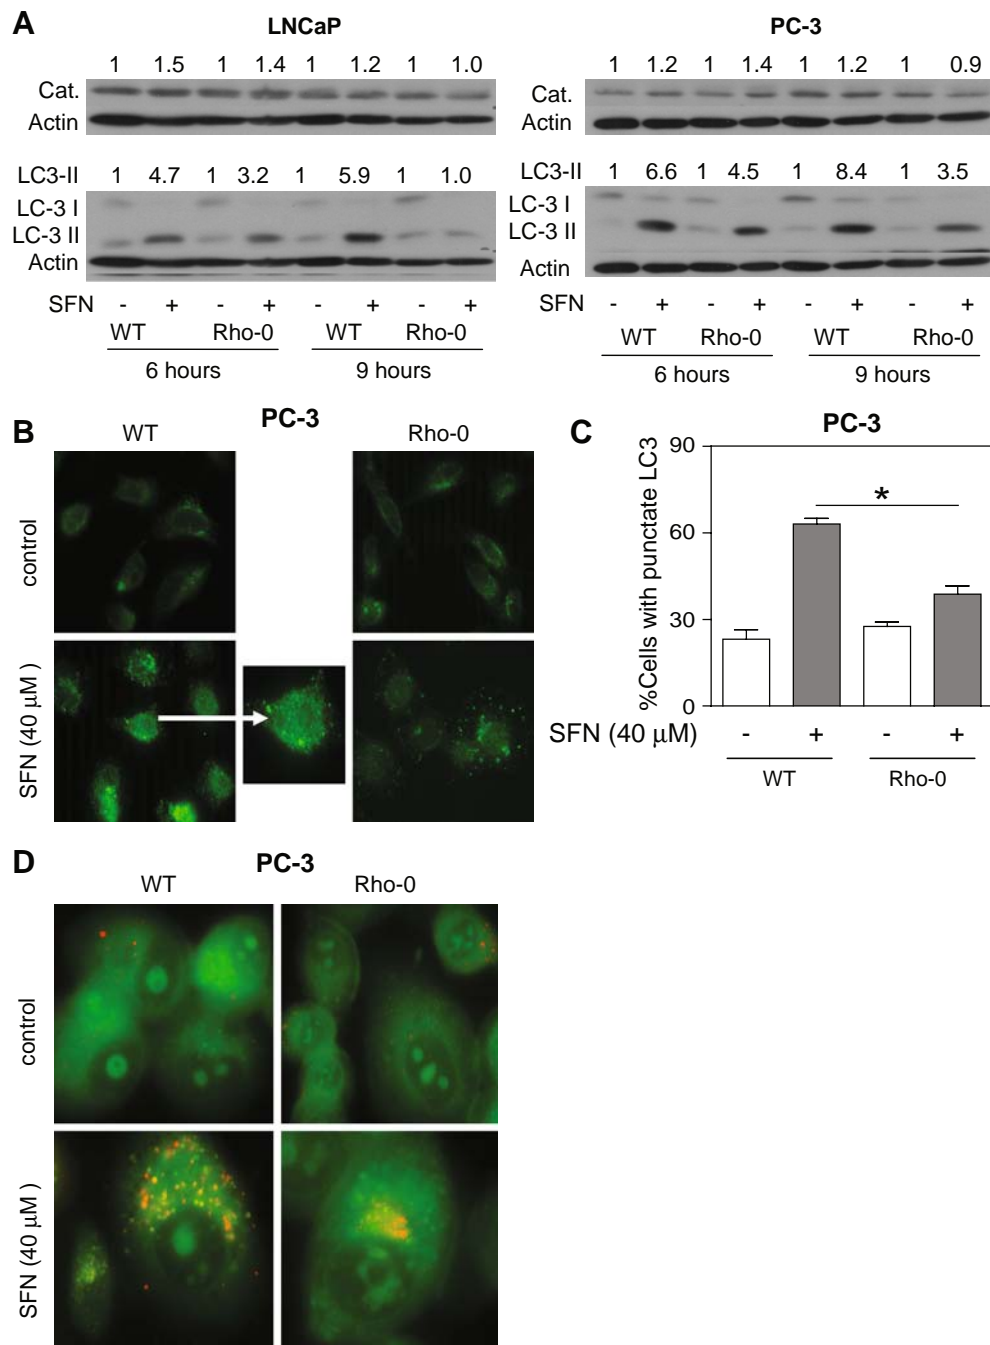 A
LNCaP
1 1.5 1 1.4 1 1.2 1 1.0
Cat.
Actin
LC3-II 1 4.7 1 3.2 1 5.9 1 1.0
LC-3 I
LC-3 II
Actin
SFN - + - + - + - +
WT Rho-0 WT Rho-0
6 hours 9 hours
PC-3
1 1.2 1 1.4 1 1.2 1 0.9
Cat.
Actin
LC3-II 1 6.6 1 4.5 1 8.4 1 3.5
LC-3 I
LC-3 II
Actin
SFN - + - + - + - +
WT Rho-0 WT Rho-0
6 hours 9 hours
B
PC-3
WT Rho-0
control
SFN (40 μM )
C
PC-3
%Cells with punctate LC3
90
60
30
0
*
SFN (40 μM) - + - +
WT Rho-0
D
PC-3
WT Rho-0
control
SFN (40 μM )